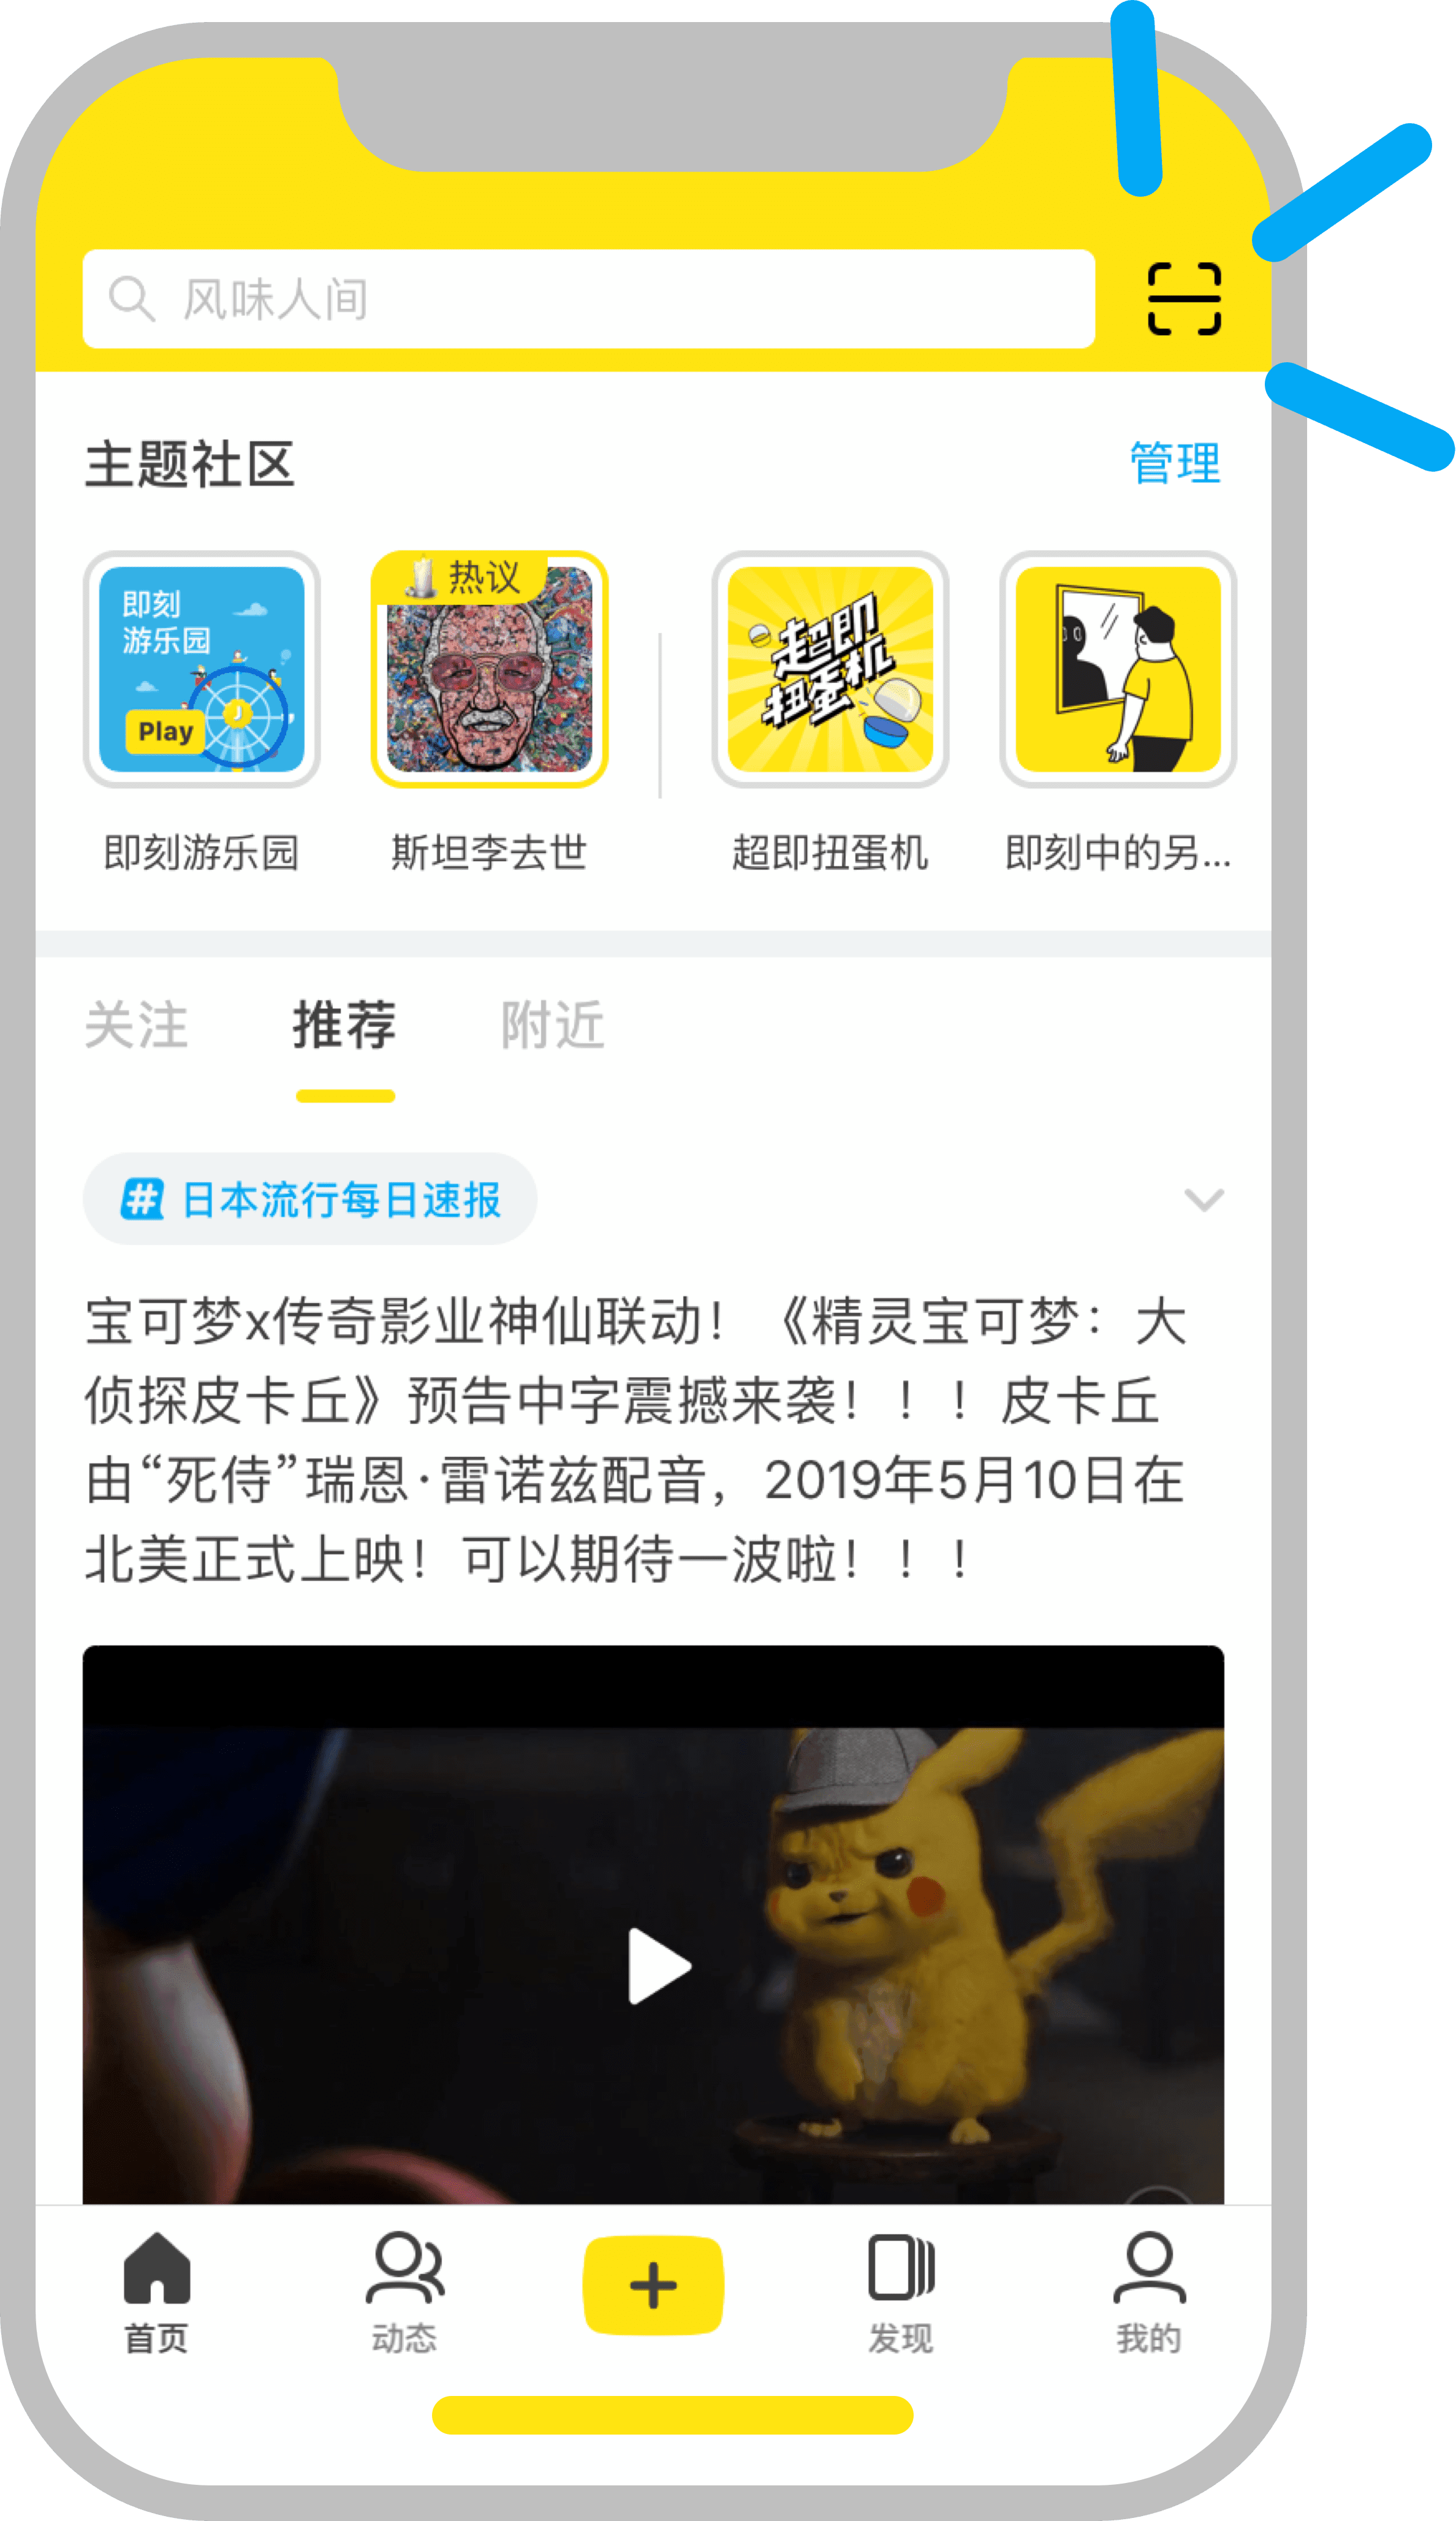 风味人间
主题社区
管理
即刻
游乐园
Play
热议
超即
扭蛋机
即刻游乐园
斯坦李去世
超即扭蛋机
即刻中的另...
关注
推荐
附近
# 日本流行每日速报
宝可梦x传奇影业神仙联动！《精灵宝可梦：大
侦探皮卡丘》预告中字震撼来袭！！！皮卡丘
由“死侍”瑞恩·雷诺兹配音，2019年5月10日在
北美正式上映！可以期待一波啦！！！
首页
动态
发现
我的